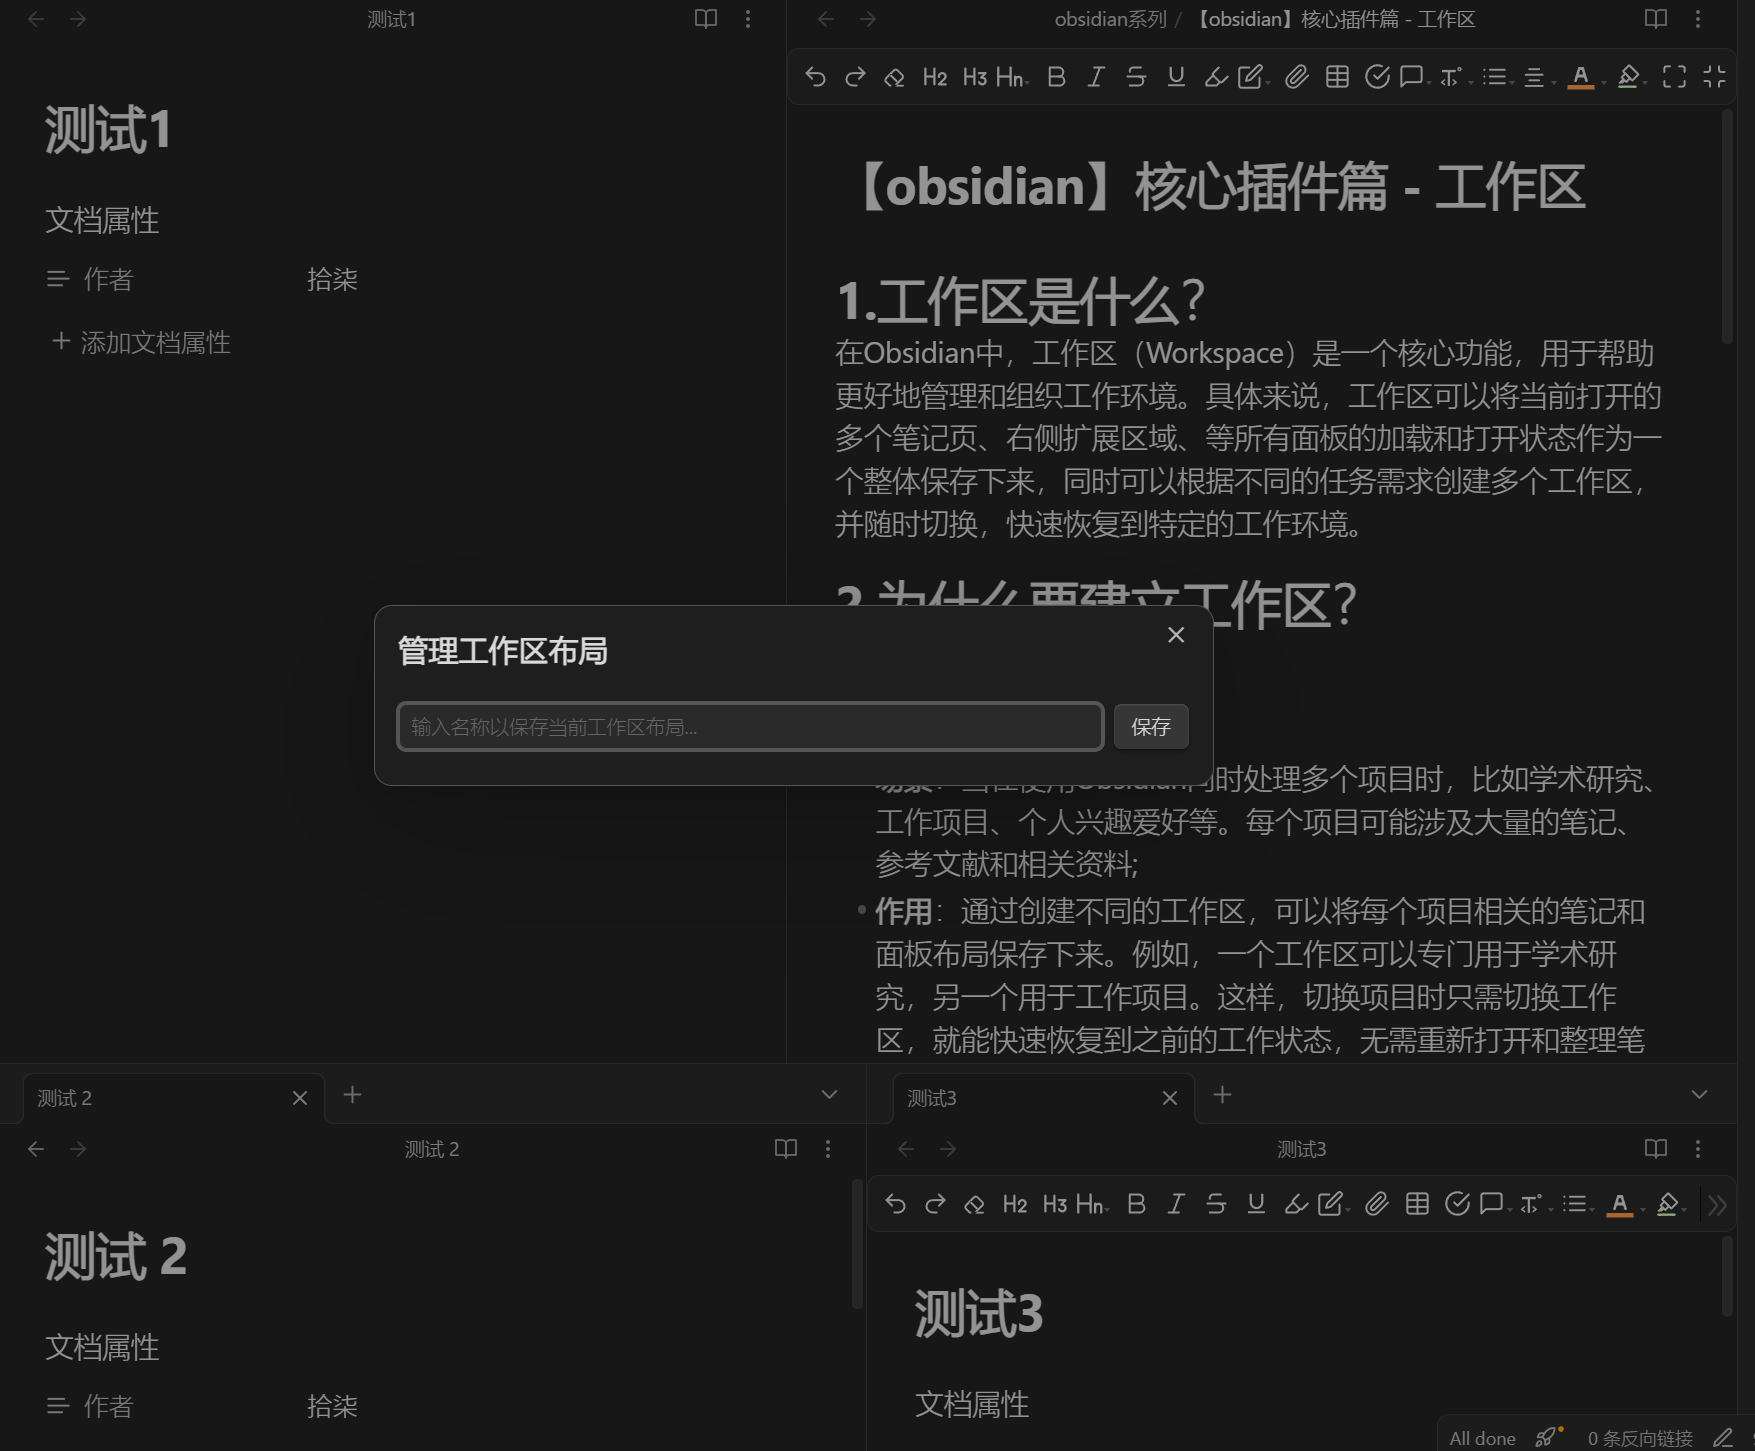 测试1
测试1
文档属性
作者 拾柒
添加文档属性
obsidian系列 / 【obsidian】核心插件篇 - 工作区
H2 H3 Hn B I S U A
【obsidian】核心插件篇 - 工作区
1.工作区是什么?
在Obsidian中，工作区（Workspace）是一个核心功能，用于帮助
更好地管理和组织工作环境。具体来说，工作区可以将当前打开的
多个笔记页、右侧扩展区域、等所有面板的加载和打开状态作为一
个整体保存下来，同时可以根据不同的任务需求创建多个工作区，
并随时切换，快速恢复到特定的工作环境。
2.为什么要建立工作区?
管理工作区布局
输入名称以保存当前工作区布局...
保存
场景：当在使用Obsidian同时处理多个项目时，比如学术研究、
工作项目、个人兴趣爱好等。每个项目可能涉及大量的笔记、
参考文献和相关资料;
作用：通过创建不同的工作区，可以将每个项目相关的笔记和
面板布局保存下来。例如，一个工作区可以专门用于学术研
究，另一个用于工作项目。这样，切换项目时只需切换工作
区，就能快速恢复到之前的工作状态，无需重新打开和整理笔
测试 2
测试 2
测试 2
文档属性
作者 拾柒
测试3
测试3
H2 H3 Hn B I S U A
测试3
文档属性
All done 0 条反向链接